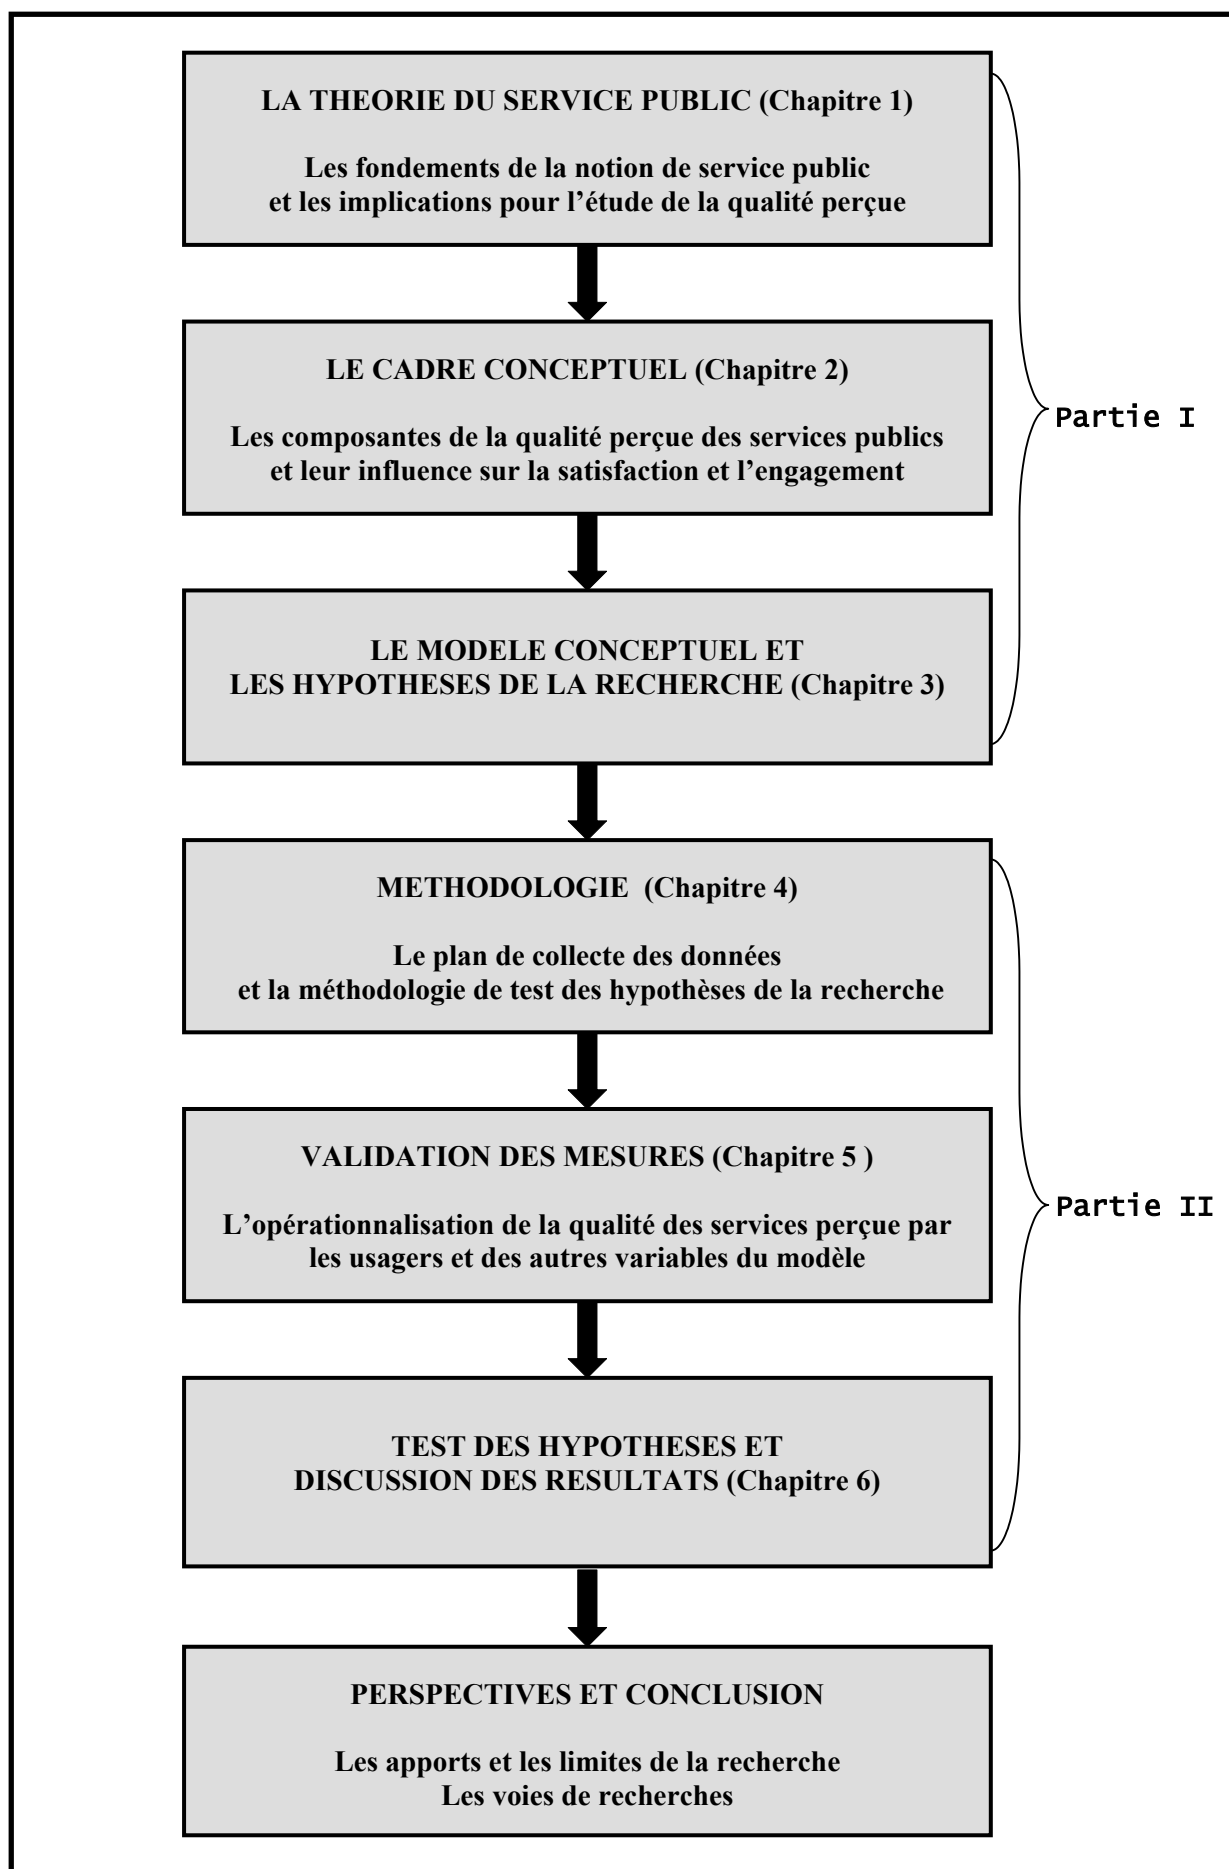 LA THEORIE DU SERVICE PUBLIC (Chapitre 1)
Les fondements de la notion de service public
et les implications pour l’étude de la qualité perçue
LE CADRE CONCEPTUEL (Chapitre 2)
Les composantes de la qualité perçue des services publics
et leur influence sur la satisfaction et l’engagement
Partie I
LE MODELE CONCEPTUEL ET
LES HYPOTHESES DE LA RECHERCHE (Chapitre 3)
METHODOLOGIE (Chapitre 4)
Le plan de collecte des données
et la méthodologie de test des hypothèses de la recherche
VALIDATION DES MESURES (Chapitre 5 )
L’opérationnalisation de la qualité des services perçue par
les usagers et des autres variables du modèle
Partie II
TEST DES HYPOTHESES ET
DISCUSSION DES RESULTATS (Chapitre 6)
PERSPECTIVES ET CONCLUSION
Les apports et les limites de la recherche
Les voies de recherches